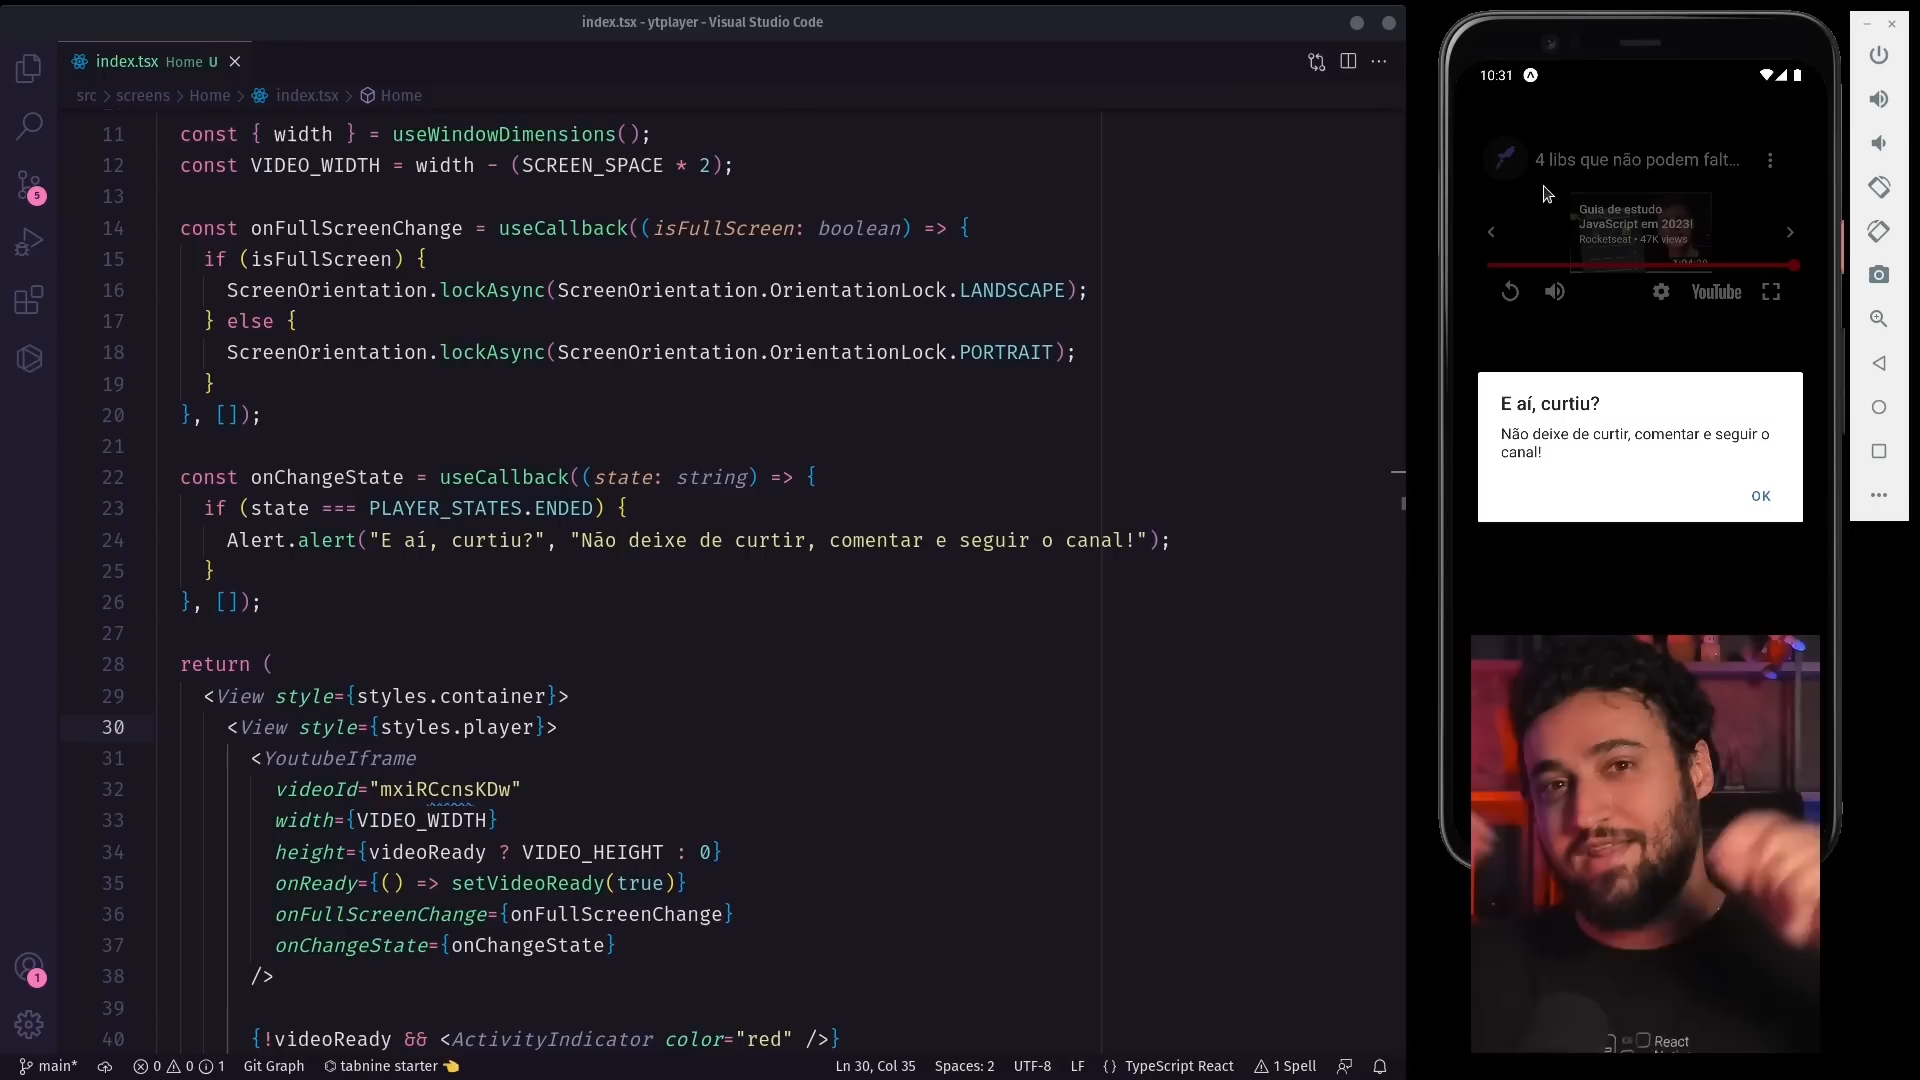 index.tsx - ytplayer - Visual Studio Code
index.tsx Home U
src > screens > Home > index.tsx > Home
11 const { width } = useWindowDimensions();
12 const VIDEO_WIDTH = width - (SCREEN_SPACE * 2);
13
14 const onFullScreenChange = useCallback((isFullScreen: boolean) => {
15 if (isFullScreen) {
16 ScreenOrientation.lockAsync(ScreenOrientation.OrientationLock.LANDSCAPE);
17 } else {
18 ScreenOrientation.lockAsync(ScreenOrientation.OrientationLock.PORTRAIT);
19 }
20 }, []);
21
22 const onChangeState = useCallback((state: string) => {
23 if (state === PLAYER_STATES.ENDED) {
24 Alert.alert("E aí, curtiu?", "Não deixe de curtir, comentar e seguir o canal!");
25 }
26 }, []);
27
28 return (
29 <View style={styles.container}>
30 <View style={styles.player}>
31 <YoutubeIframe
32 videoId="mxiRCcnsKDw"
33 width={VIDEO_WIDTH}
34 height={videoReady ? VIDEO_HEIGHT : 0}
35 onReady={() => setVideoReady(true)}
36 onFullScreenChange={onFullScreenChange}
37 onChangeState={onChangeState}
38 />
39
40 {!videoReady && <ActivityIndicator color="red" />}
5
1
main* 0 0 1 Git Graph tabnine starter
Ln 30, Col 35 Spaces: 2 UTF-8 LF {} TypeScript React 1 Spell
10:31
4 libs que não podem falt...
Guia de estudo
JavaScript em 2023!
Rocketseat • 47K views
YouTube
E aí, curtiu?
Não deixe de curtir, comentar e seguir o
canal!
OK
React